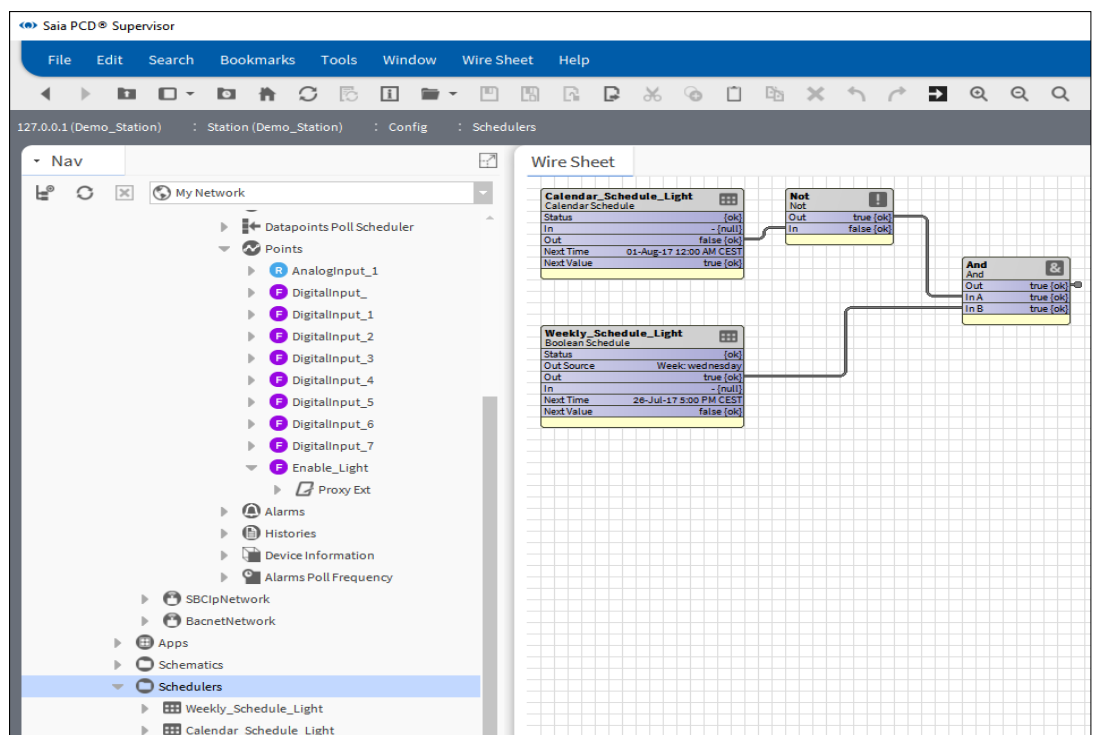 Saia PCD® Supervisor
File Edit Search Bookmarks Tools Window Wire Sheet Help
127.0.0.1 (Demo_Station) : Station (Demo_Station) : Config : Schedulers
Nav
My Network
Datapoints Poll Scheduler
Points
R AnalogInput_1
F DigitalInput_
F DigitalInput_1
F DigitalInput_2
F DigitalInput_3
F DigitalInput_4
F DigitalInput_5
F DigitalInput_6
F DigitalInput_7
F Enable_Light
Proxy Ext
Alarms
Histories
Device Information
Alarms Poll Frequency
SBCIpNetwork
BacnetNetwork
Apps
Schematics
Schedulers
Weekly_Schedule_Light
Calendar_Schedule_Light
Wire Sheet
Calendar_Schedule_Light
Calendar Schedule
Status {ok}
In - {null}
Out false {ok}
Next Time 01-Aug-17 12:00 AM CEST
Next Value true {ok}
Not
Not
Out true {ok}
In false {ok}
And
And
&
Out true {ok}
In A true {ok}
In B true {ok}
Weekly_Schedule_Light
Boolean Schedule
Status {ok}
Out Source Week: wednesday
Out true {ok}
In - {null}
Next Time 26-Jul-17 5:00 PM CEST
Next Value false {ok}